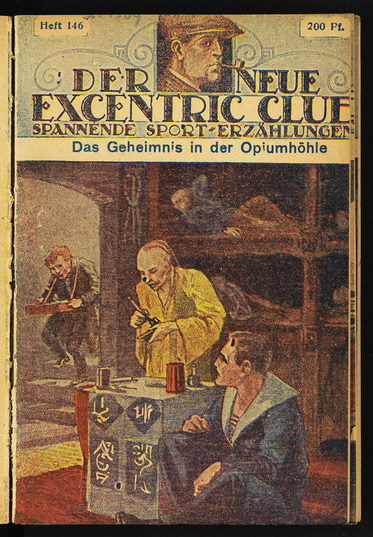 Heft 146
200 Pf.
DER NEUE
EXCENTRIC CLUB
SPANNENDE SPORT-ERZÄHLUNGEN
Das Geheimnis in der Opiumhöhle